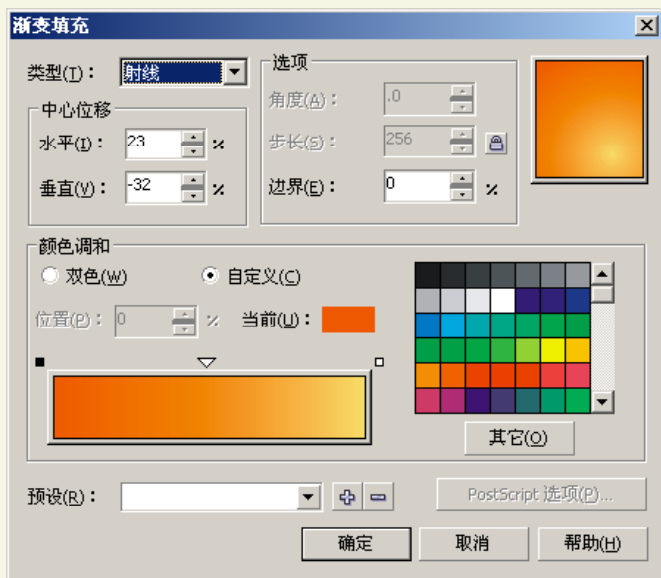 渐变填充
类型(T)： 射线
选项
角度(A)： .0
中心位移
水平(I)： 23 %
步长(S)： 256
垂直(V)： -32 %
边界(E)： 0 %
颜色调和
双色(W) 自定义(C)
位置(P)： 0 % 当前(U)：
其它(O)
预设(R)： PostScript 选项(P)...
确定 取消 帮助(H)